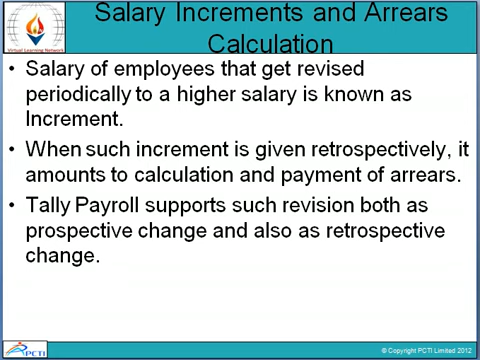 Salary Increments and Arrears
Calculation
Virtual Learning Network
• Salary of employees that get revised
periodically to a higher salary is known as
Increment.
• When such increment is given retrospectively, it
amounts to calculation and payment of arrears.
• Tally Payroll supports such revision both as
prospective change and also as retrospective
change.
PCTI
© Copyright PCTI Limited 2012